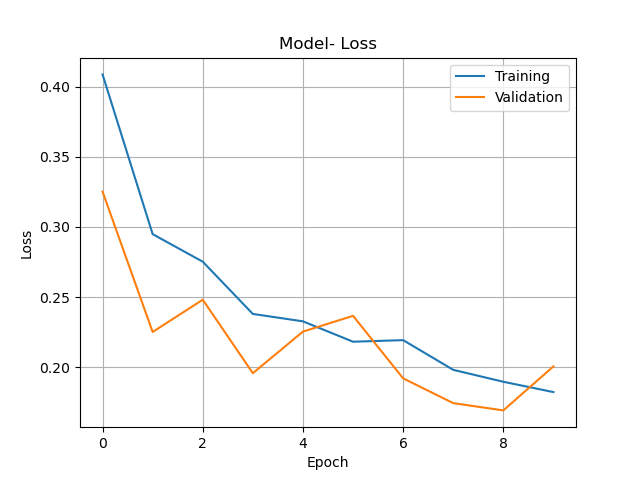 Model- Loss
Training
Validation
0.40
0.35
0.30
0.25
0.20
Loss
0 2 4 6 8
Epoch